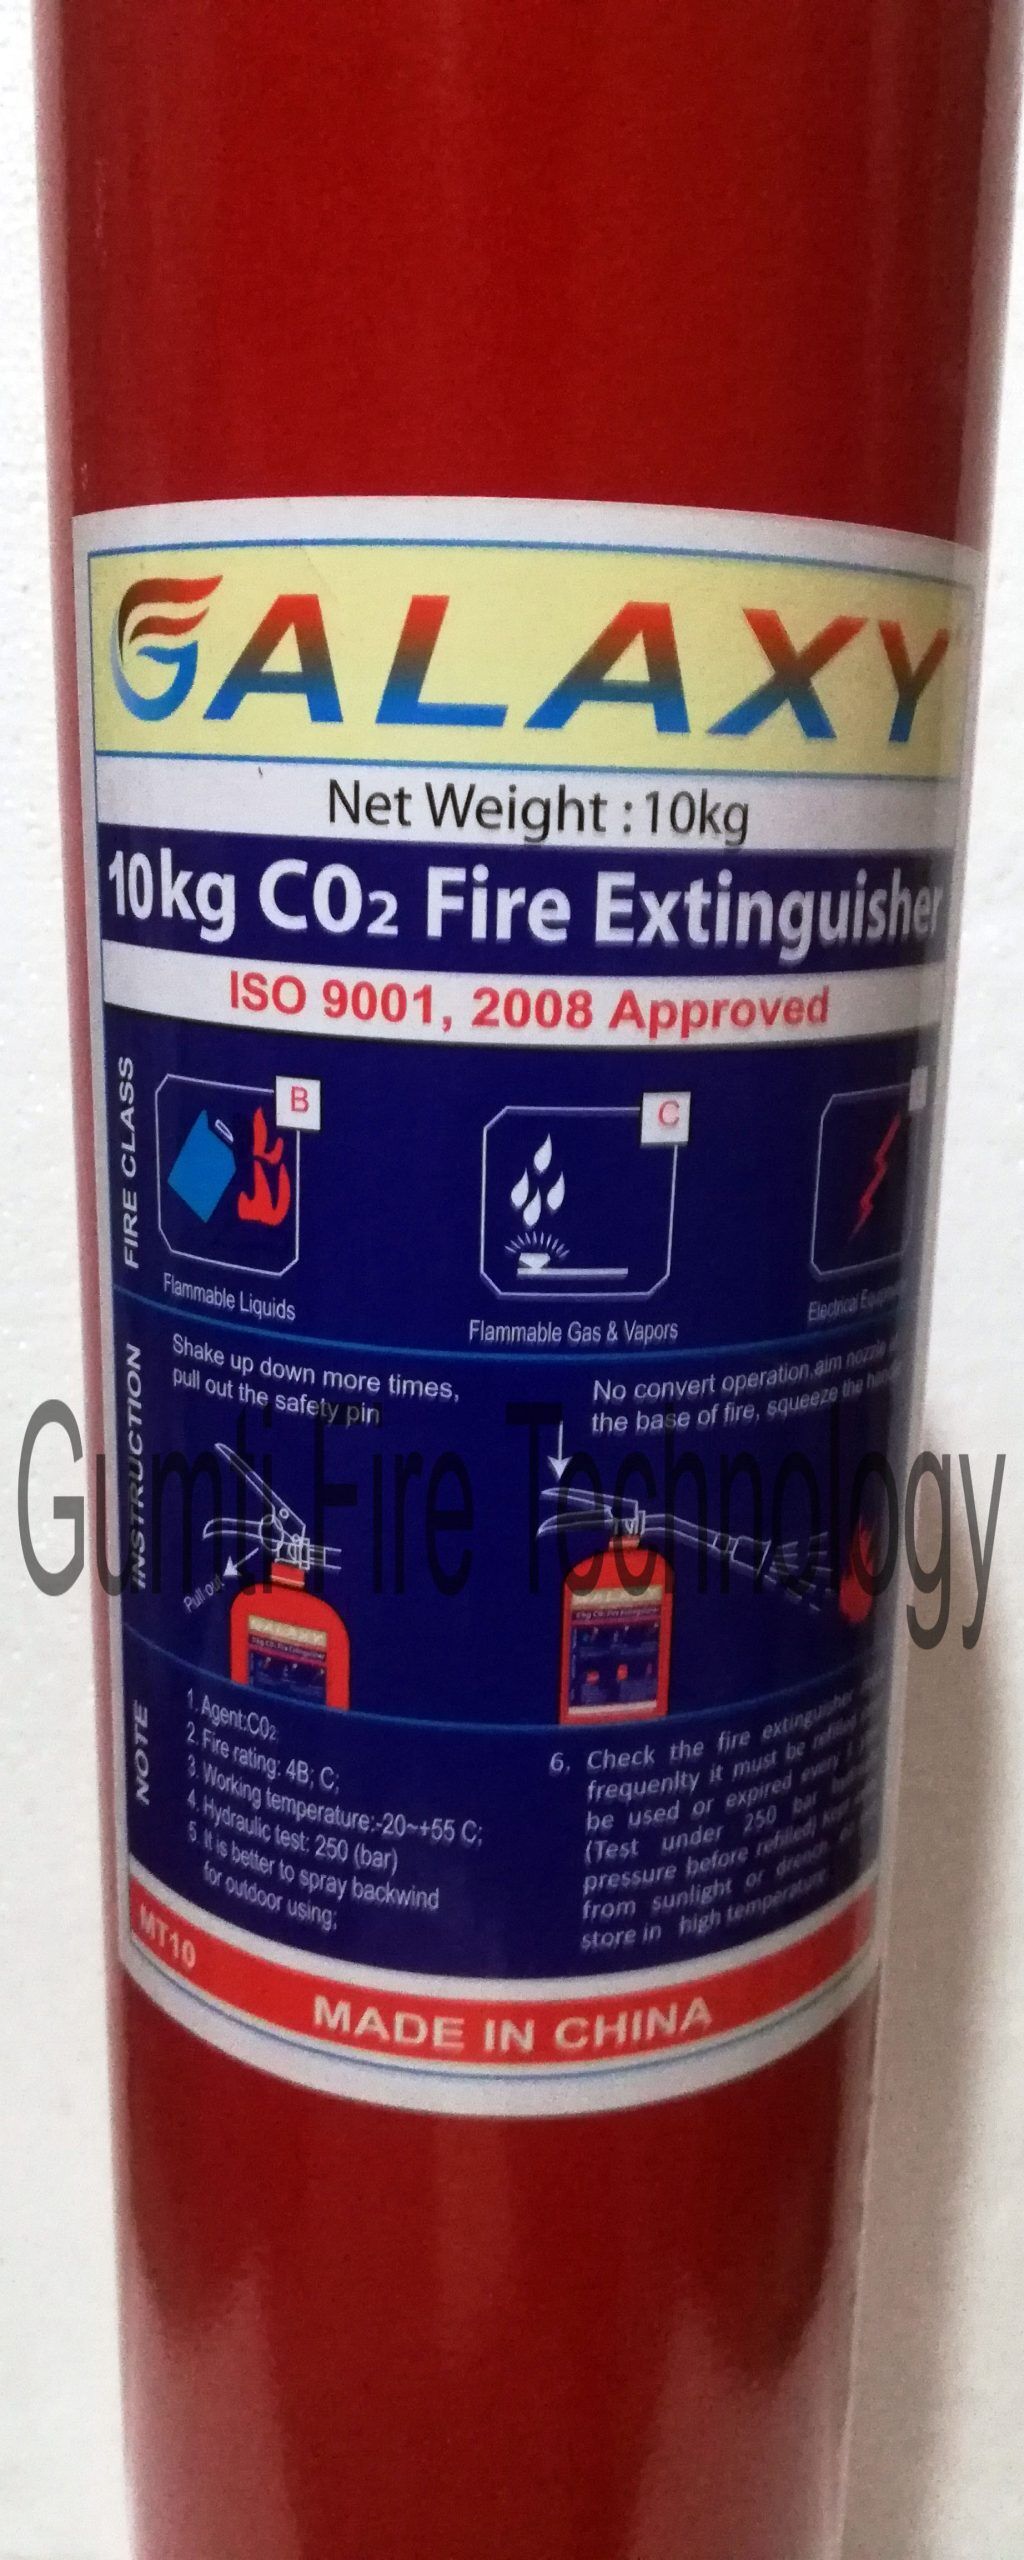 GALAXY
Net Weight : 10kg
10kg CO₂ Fire Extinguisher
ISO 9001, 2008 Approved
FIRE CLASS
B
C
Flammable Liquids
Flammable Gas & Vapors
Electrical
INSTRUCTION
Shake up down more times,
pull out the safety pin
No convert operation,aim nozzle
the base of fire, squeeze the
Pull out
Gumti Fire Technology
NOTE
1. Agent:CO₂
2. Fire rating: 4B; C;
3. Working temperature:-20~+55 C;
4. Hydraulic test: 250 (bar)
5. It is better to spray backwind
for outdoor using;
6. Check the fire extinguisher
frequenlty it must be refilled
be used or expired every
(Test under 250 bar
pressure before refilled) Kept
from sunlight or drench,
store in high temperature
MT10
MADE IN CHINA